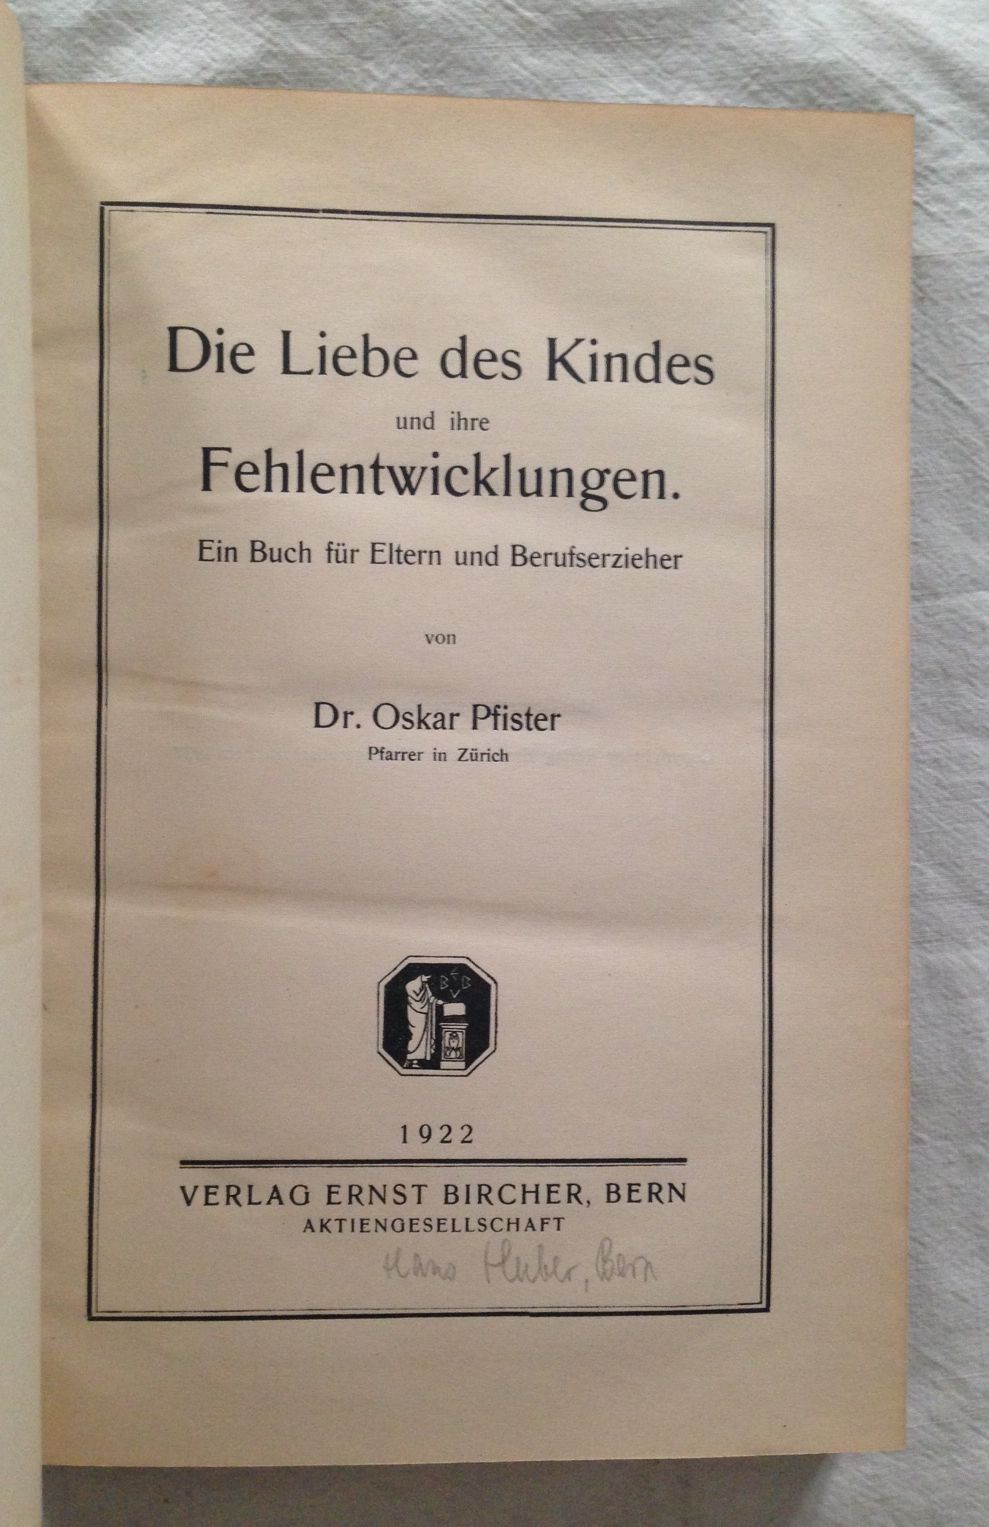 Die Liebe des Kindes
und ihre
Fehlentwicklungen.
Ein Buch für Eltern und Berufserzieher
von
Dr. Oskar Pfister
Pfarrer in Zürich
E
B B
V
1922
VERLAG ERNST BIRCHER, BERN
AKTIENGESELLSCHAFT
Hans Huber, Bern